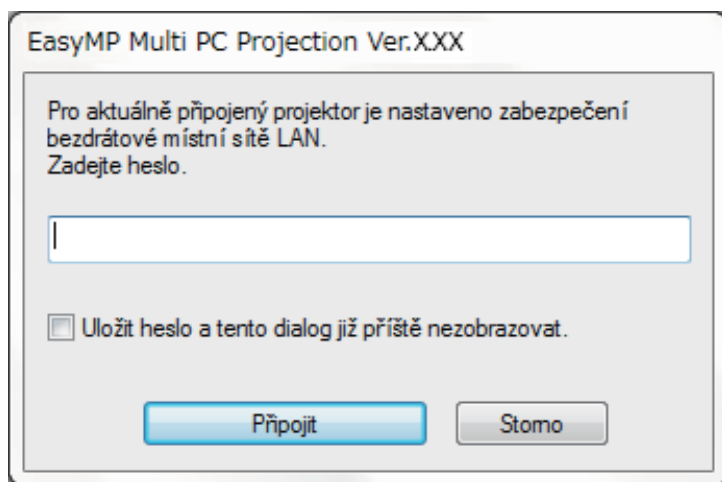 EasyMP Multi PC Projection Ver.XXX
Pro aktuálně připojený projektor je nastaveno zabezpečení
bezdrátové místní sítě LAN.
Zadejte heslo.
Uložit heslo a tento dialog již příště nezobrazovat.
Připojit
Storno